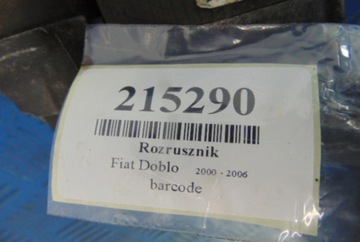 215290
Rozrusznik
Fiat Doblo 2000 - 2006
barcode